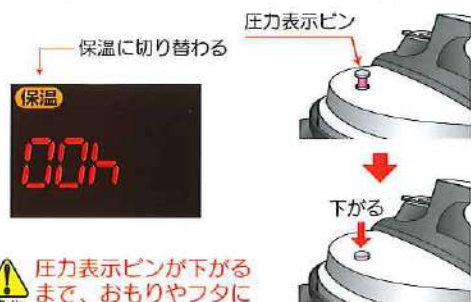 圧力表示ピン
保温に切り替わる
保温
00h
下がる
圧力表示ピンが下がる
まで、おもりやフタに